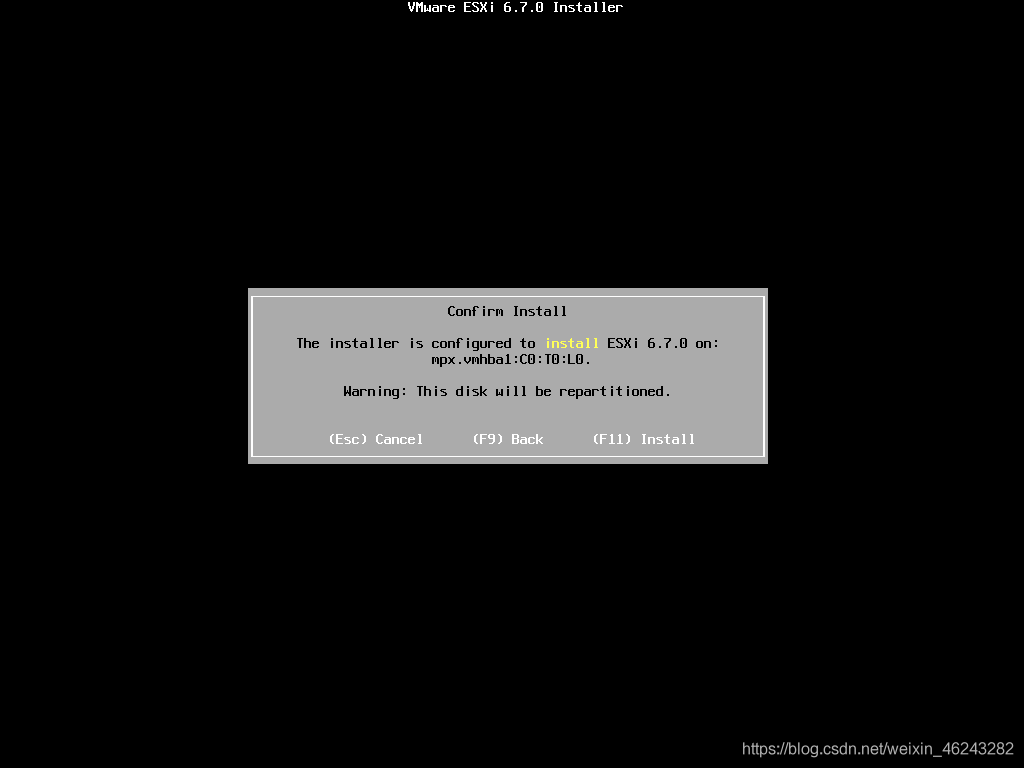 VMware ESXi 6.7.0 Installer
Confirm Install
The installer is configured to install ESXi 6.7.0 on:
mpx.vmhba1:C0:T0:L0.
Warning: This disk will be repartitioned.
(Esc) Cancel (F9) Back (F11) Install
https://blog.csdn.net/weixin_46243282